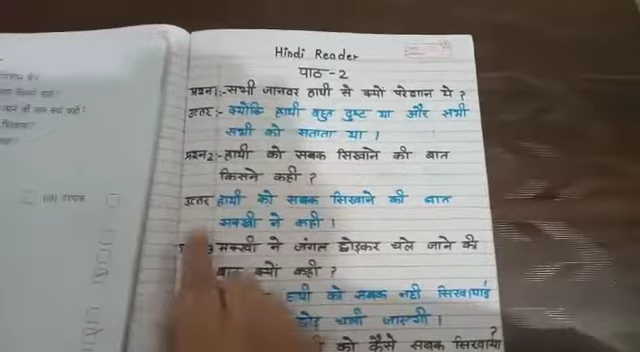 Hindi Reader
पाठ - 2
प्रश्न1:- सभी जानवर हाथी से क्यों परेशान थे ?
उत्तर:- क्योंकि हाथी बहुत दुष्ट था और सभी
सभी को सताता था ।
प्रश्न2:- हाथी को सबक सिखाने की बात
किसने कही ?
उत्तर हाथी को सबक सिखाने की बात
मक्खी ने कही ।
3 मक्खी ने जंगल छोड़कर चले जाने की
बात क्यों कही ?
हाथी को सबक नही सिखा पाई
छोड़ चली जाएगी ।
को कैसे सबक सिखाया ?